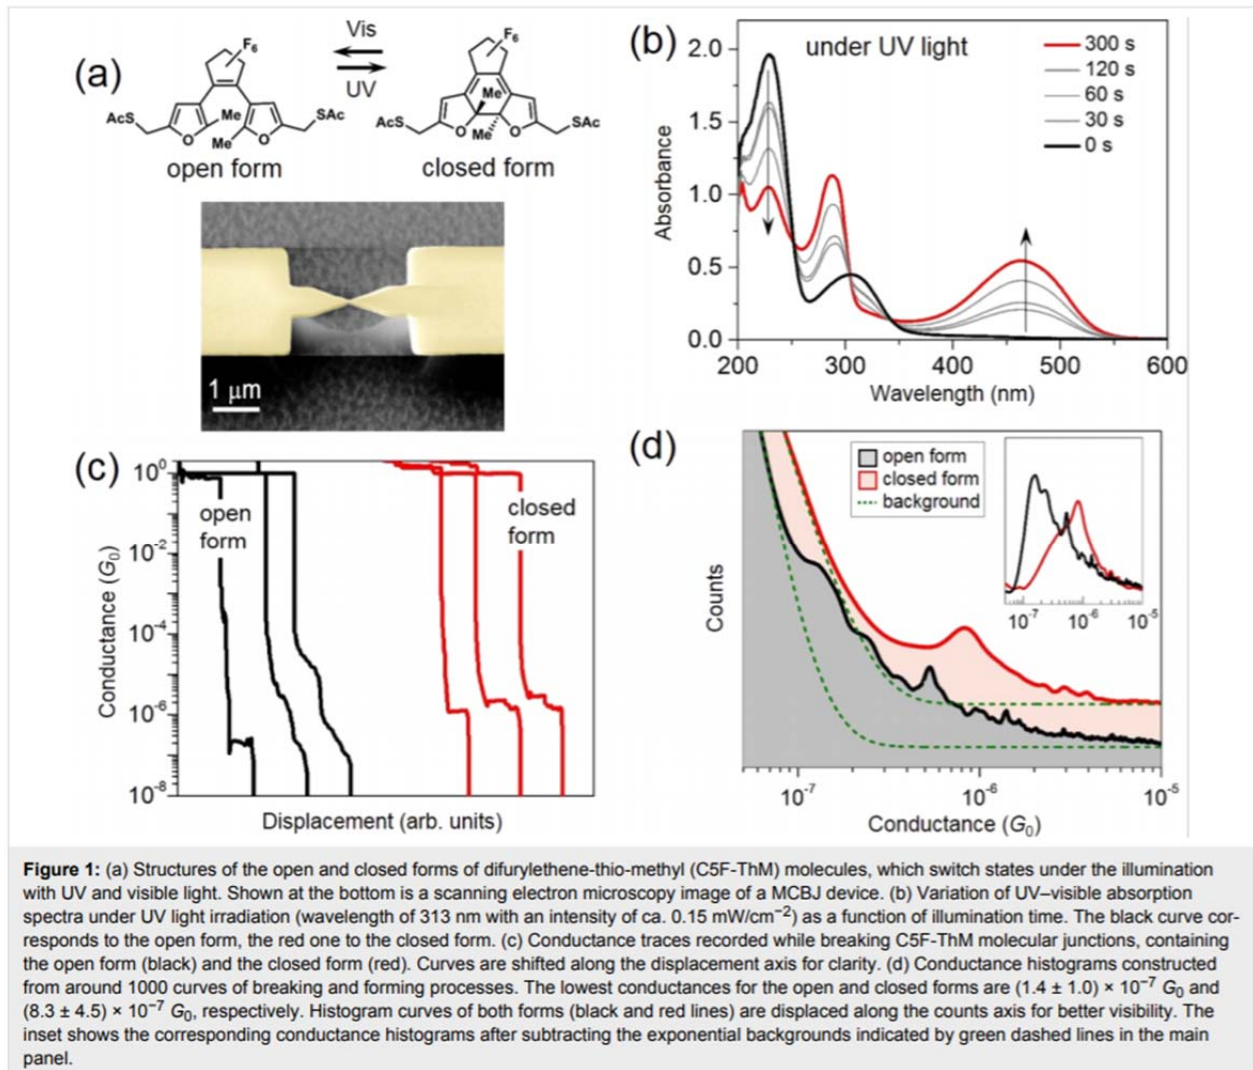 (a)
Vis
UV
F6
AcS
O
Me
Me
O
SAc
open form
F6
AcS
O
Me
Me
O
SAc
closed form
1 μm
(b)
under UV light
300 s
120 s
60 s
30 s
0 s
Absorbance
2.0
1.5
1.0
0.5
0.0
200 300 400 500 600
Wavelength (nm)
(c)
Conductance (G0)
10^0
10^-2
10^-4
10^-6
10^-8
open
form
closed
form
Displacement (arb. units)
(d)
Counts
open form
closed form
background
10^-7 10^-6 10^-5
10^-7 10^-6 10^-5
Conductance (G0)
Figure 1: (a) Structures of the open and closed forms of difurylethene-thio-methyl (C5F-ThM) molecules, which switch states under the illumination
with UV and visible light. Shown at the bottom is a scanning electron microscopy image of a MCBJ device. (b) Variation of UV–visible absorption
spectra under UV light irradiation (wavelength of 313 nm with an intensity of ca. 0.15 mW/cm−2) as a function of illumination time. The black curve cor-
responds to the open form, the red one to the closed form. (c) Conductance traces recorded while breaking C5F-ThM molecular junctions, containing
the open form (black) and the closed form (red). Curves are shifted along the displacement axis for clarity. (d) Conductance histograms constructed
from around 1000 curves of breaking and forming processes. The lowest conductances for the open and closed forms are (1.4 ± 1.0) × 10−7 G0 and
(8.3 ± 4.5) × 10−7 G0, respectively. Histogram curves of both forms (black and red lines) are displaced along the counts axis for better visibility. The
inset shows the corresponding conductance histograms after subtracting the exponential backgrounds indicated by green dashed lines in the main
panel.